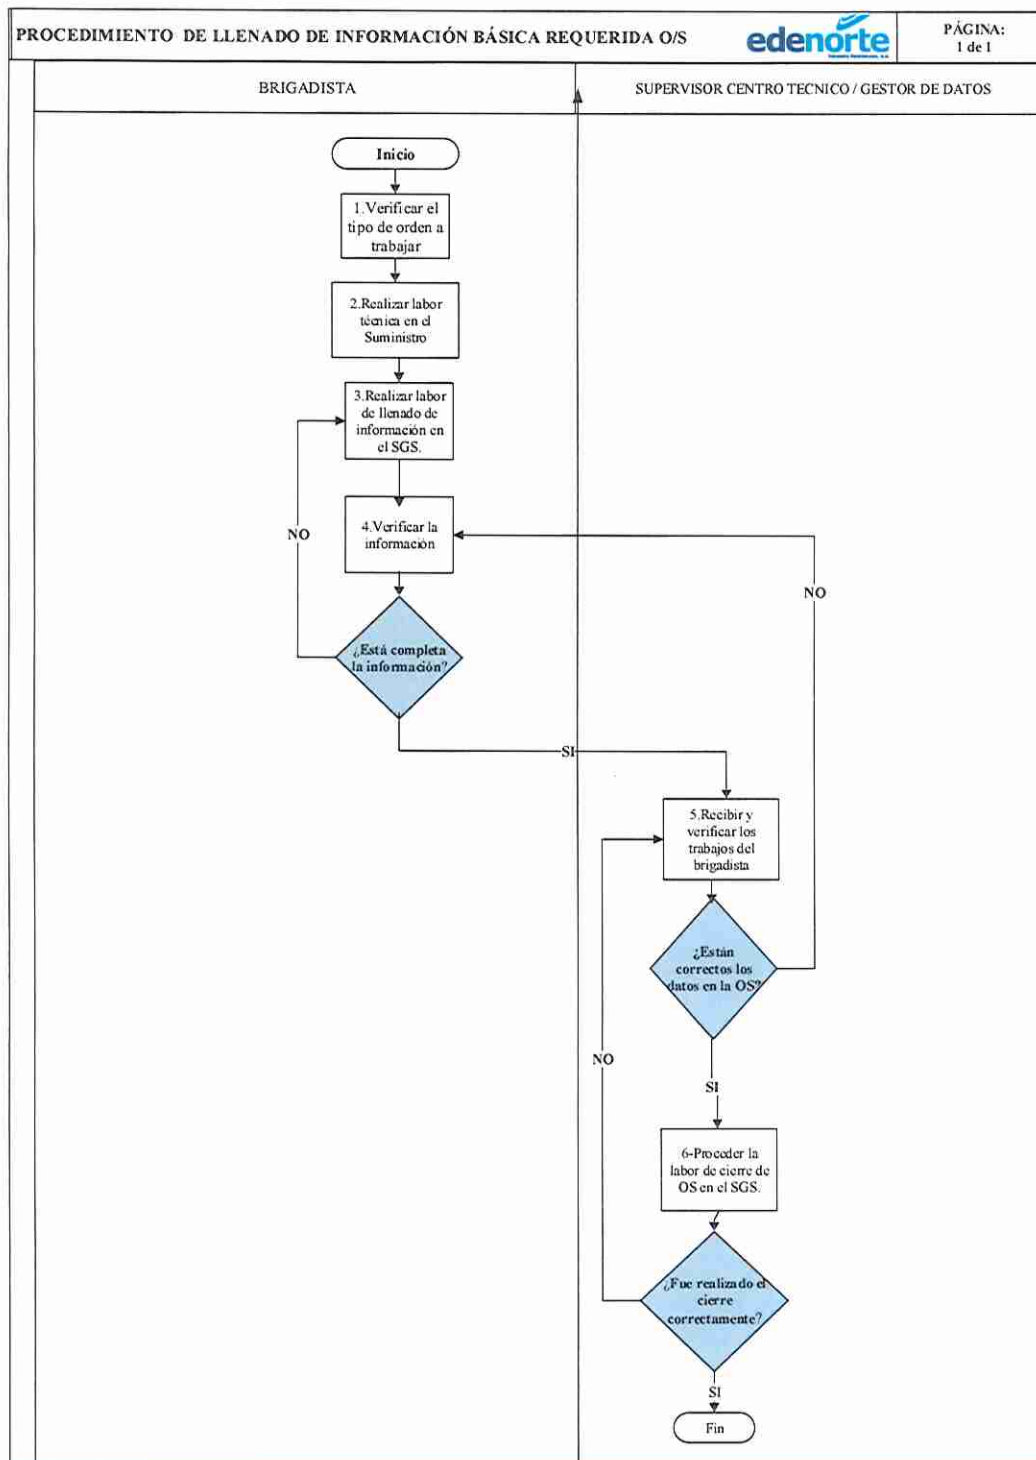 PROCEDIMIENTO DE LLENADO DE INFORMACIÓN BÁSICA REQUERIDA O/S
edenorte
PÁGINA:
1 de 1
BRIGADISTA
SUPERVISOR CENTRO TECNICO / GESTOR DE DATOS
Inicio
1.Verificar el
tipo de orden a
trabajar
2.Realizar labor
técnica en el
Suministro
3.Realizar labor
de llenado de
información en
el SGS.
4.Verificar la
información
NO
NO
¿Está completa
la información?
SI
5.Recibir y
verificar los
trabajos del
brigadista
¿Están
correctos los
datos en la OS?
NO
SI
6-Proceder la
labor de cierre de
OS en el SGS.
¿Fue realizado el
cierre
correctamente?
SI
Fin